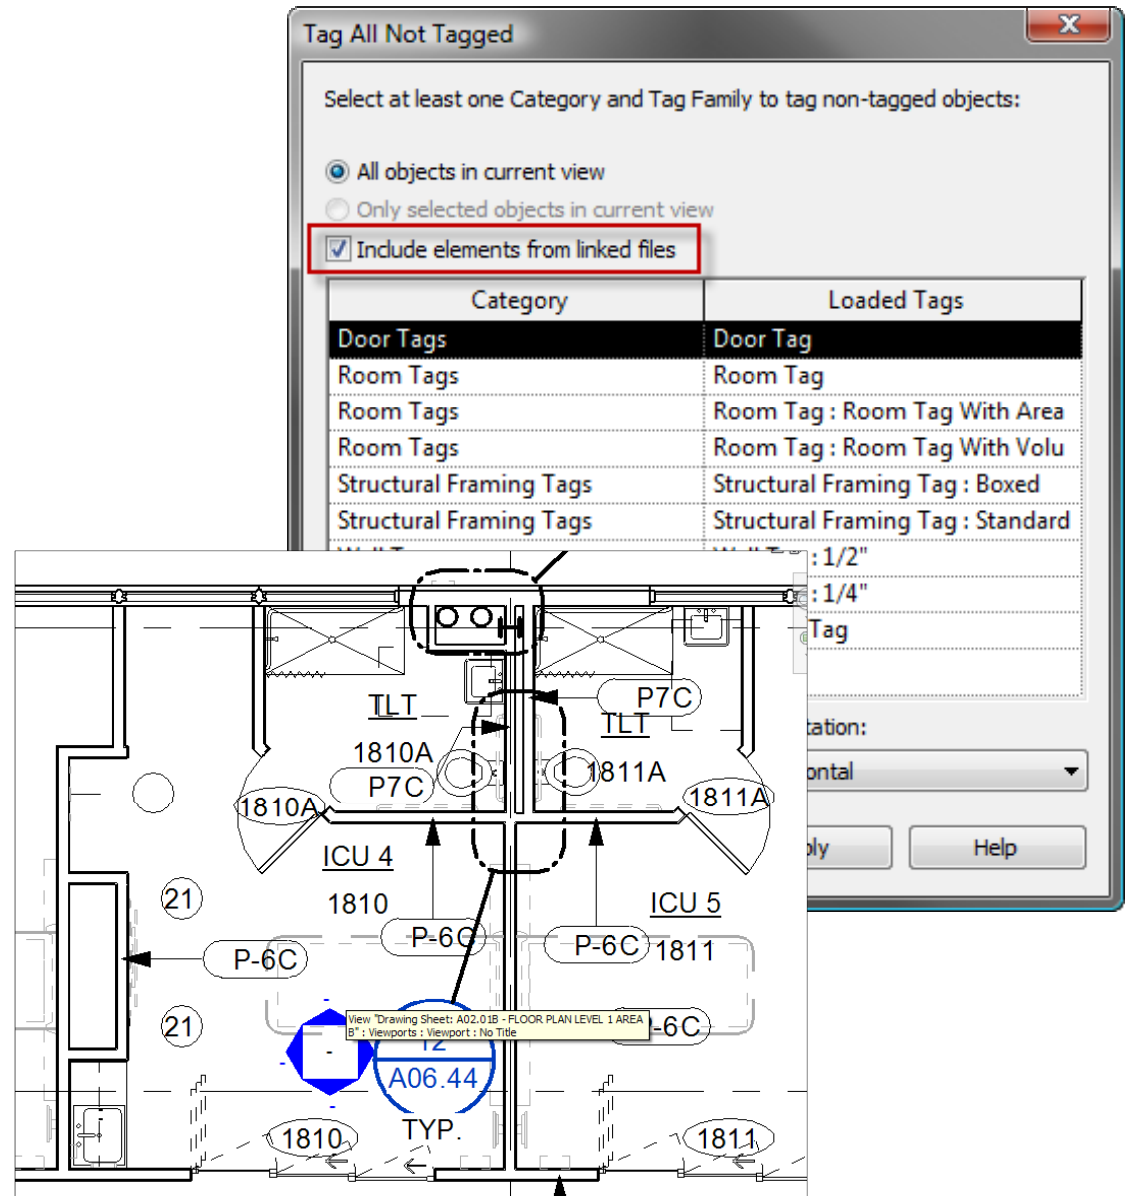 Tag All Not Tagged
X
Select at least one Category and Tag Family to tag non-tagged objects:
All objects in current view
Only selected objects in current view
Include elements from linked files
Category Loaded Tags
Door Tags Door Tag
Room Tags Room Tag
Room Tags Room Tag : Room Tag With Area
Room Tags Room Tag : Room Tag With Volu
Structural Framing Tags Structural Framing Tag : Boxed
Structural Framing Tags Structural Framing Tag : Standard
: 1/2"
: 1/4"
Tag
tation:
ontal
ply Help
P7C
TLT TLT
1810A
1811A
P7C
1810A 1811A
ICU 4
21 1810 ICU 5
P-6C P-6C 1811
P-6C
21 -6C
View "Drawing Sheet: A02.01B - FLOOR PLAN LEVEL 1 AREA
B" : Viewports : Viewport : No Title
12
A06.44
TYP.
1810 1811